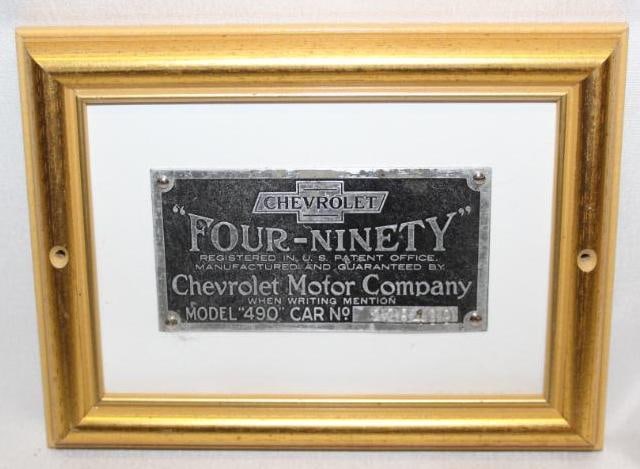 CHEVROLET
"FOUR-NINETY"
REGISTERED IN U. S. PATENT OFFICE.
MANUFACTURED AND GUARANTEED BY
Chevrolet Motor Company
WHEN WRITING MENTION
MODEL "490" CAR Nº